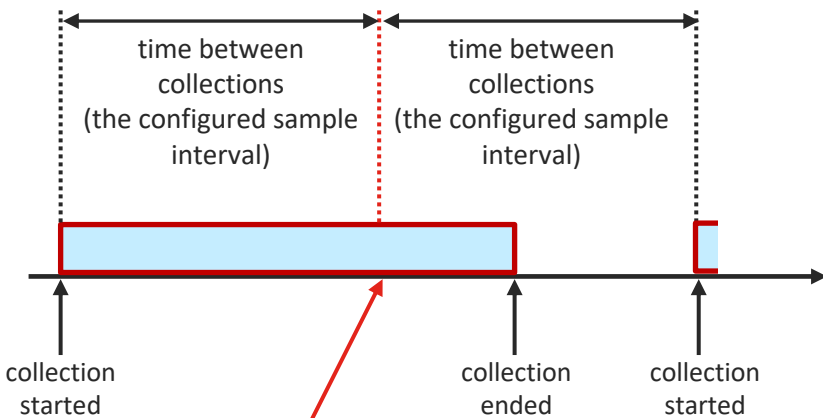 time between
collections
(the configured sample
interval)
time between
collections
(the configured sample
interval)
collection
started
collection
ended
collection
started